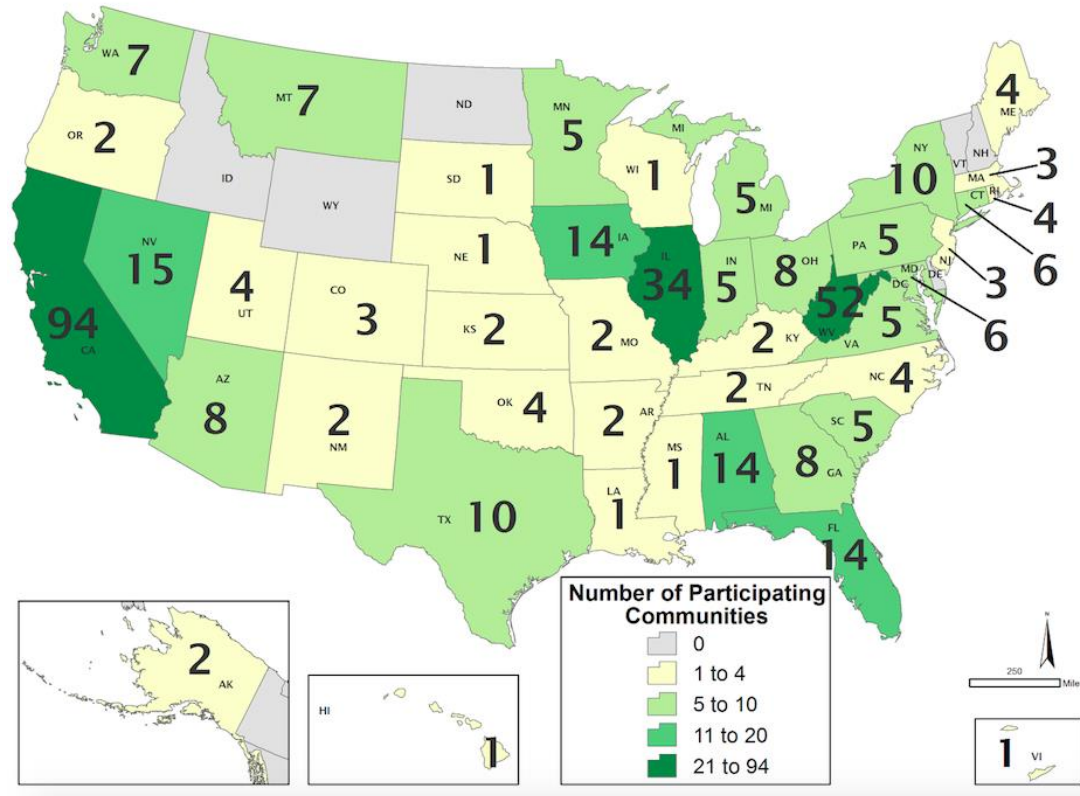 WA 7
MT 7
ND
MN
5
MI
4
ME
OR 2
ID
WY
SD 1
WI 1
5 MI
NY
10
VT
NH
MA
3
CT
RI
4
6
NV
15
NE 1
14 IA
IL
34
IN
5
8 OH
PA 5
NJ
3
MD
DE
DC
6
94
CA
4
UT
CO
3
KS 2
2 MO
52
WV
5
VA
2 KY
AZ
8
2
NM
OK 4
2 AR
2 TN
NC 4
SC 5
TX 10
LA
1
MS
1
AL
14
8 GA
FL
14
2
AK
HI
1
Number of Participating
Communities
0
1 to 4
5 to 10
11 to 20
21 to 94
N
250
Mile
1 VI